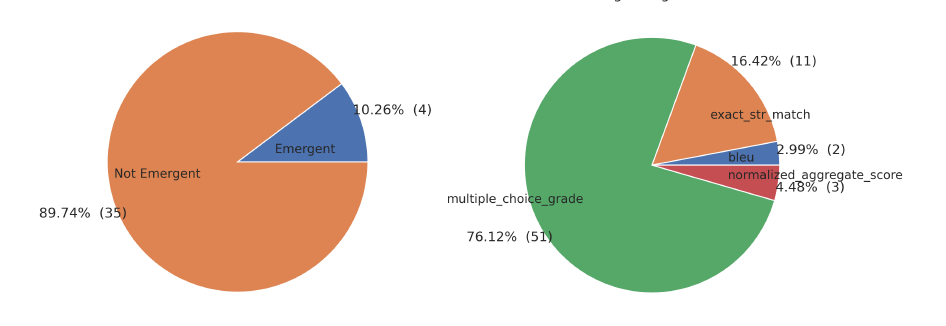 10.26%  (4)
Emergent
Not Emergent
89.74%  (35)
16.42%  (11)
exact_str_match
2.99%  (2)
bleu
normalized_aggregate_score
4.48%  (3)
multiple_choice_grade
76.12%  (51)